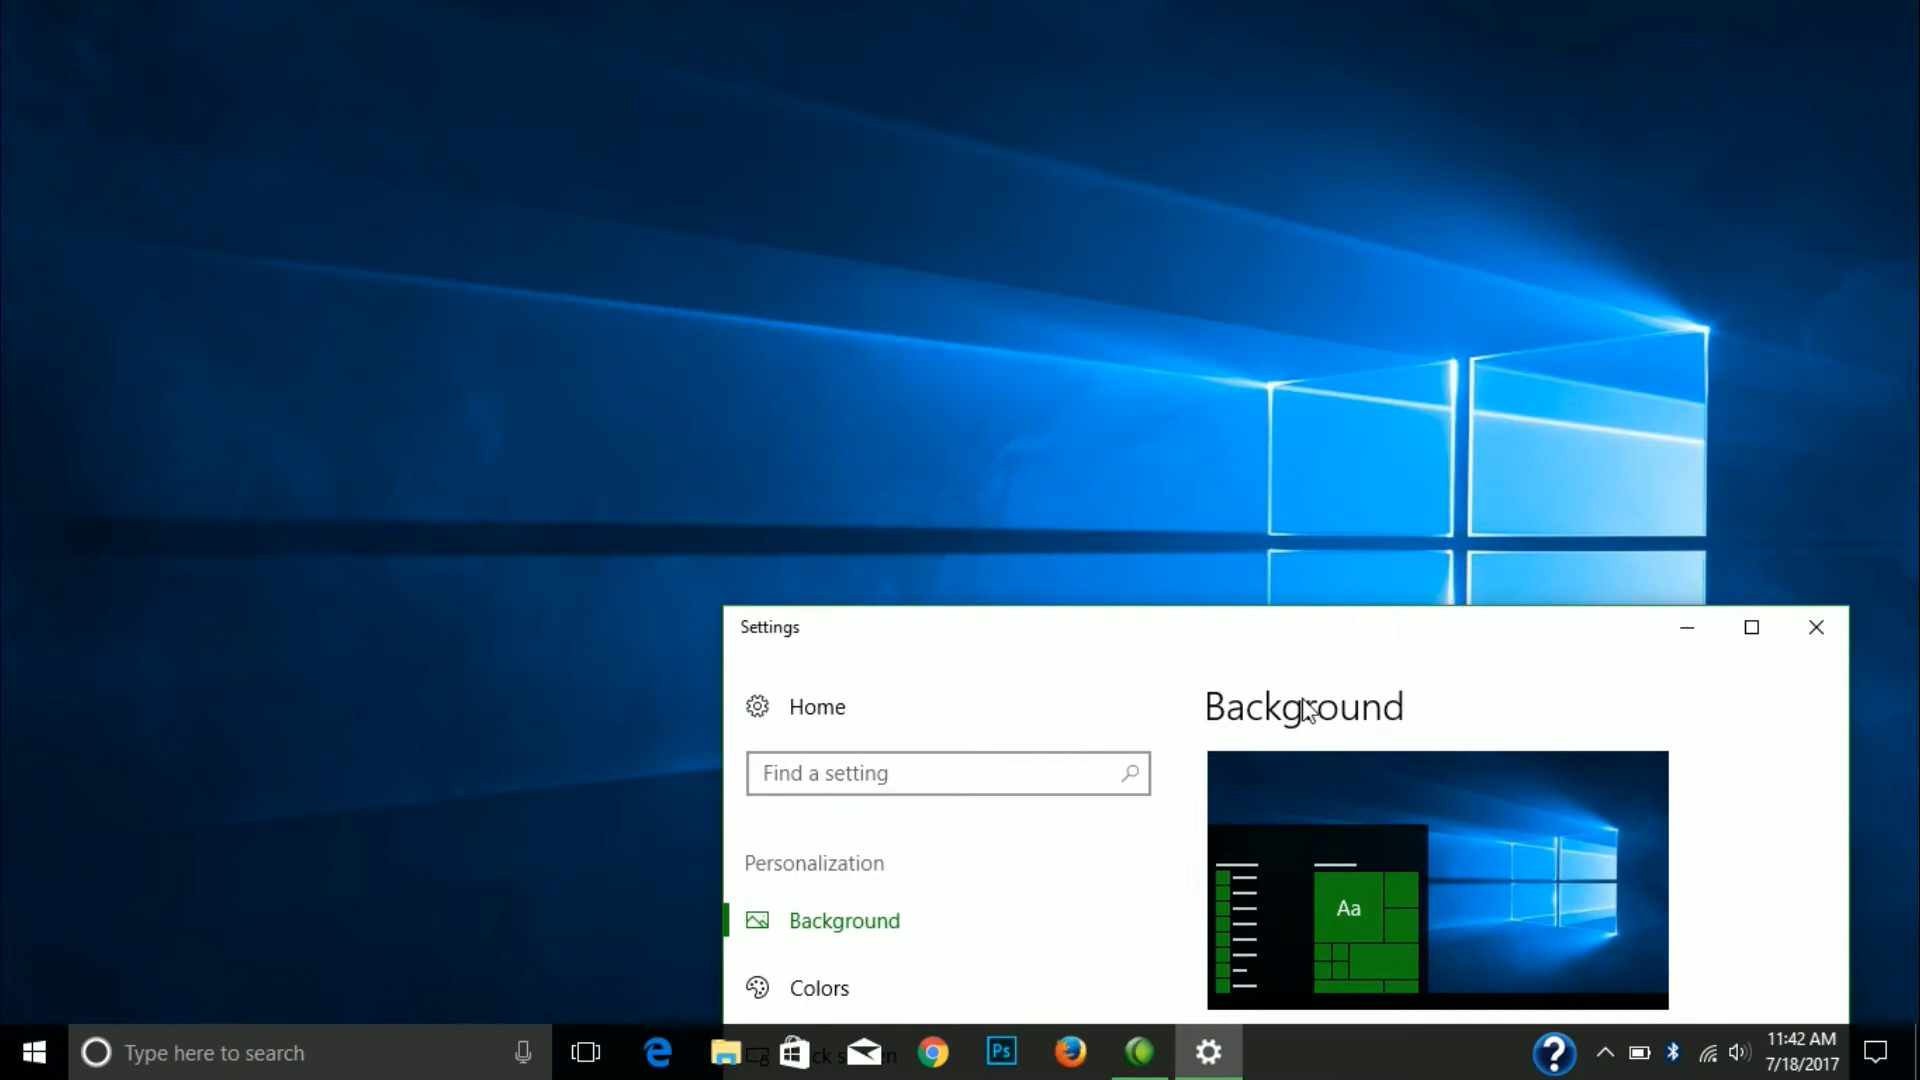 Settings
Home
Background
Find a setting
Personalization
Background
Aa
Colors
Type here to search
Ps
?
11:42 AM
7/18/2017